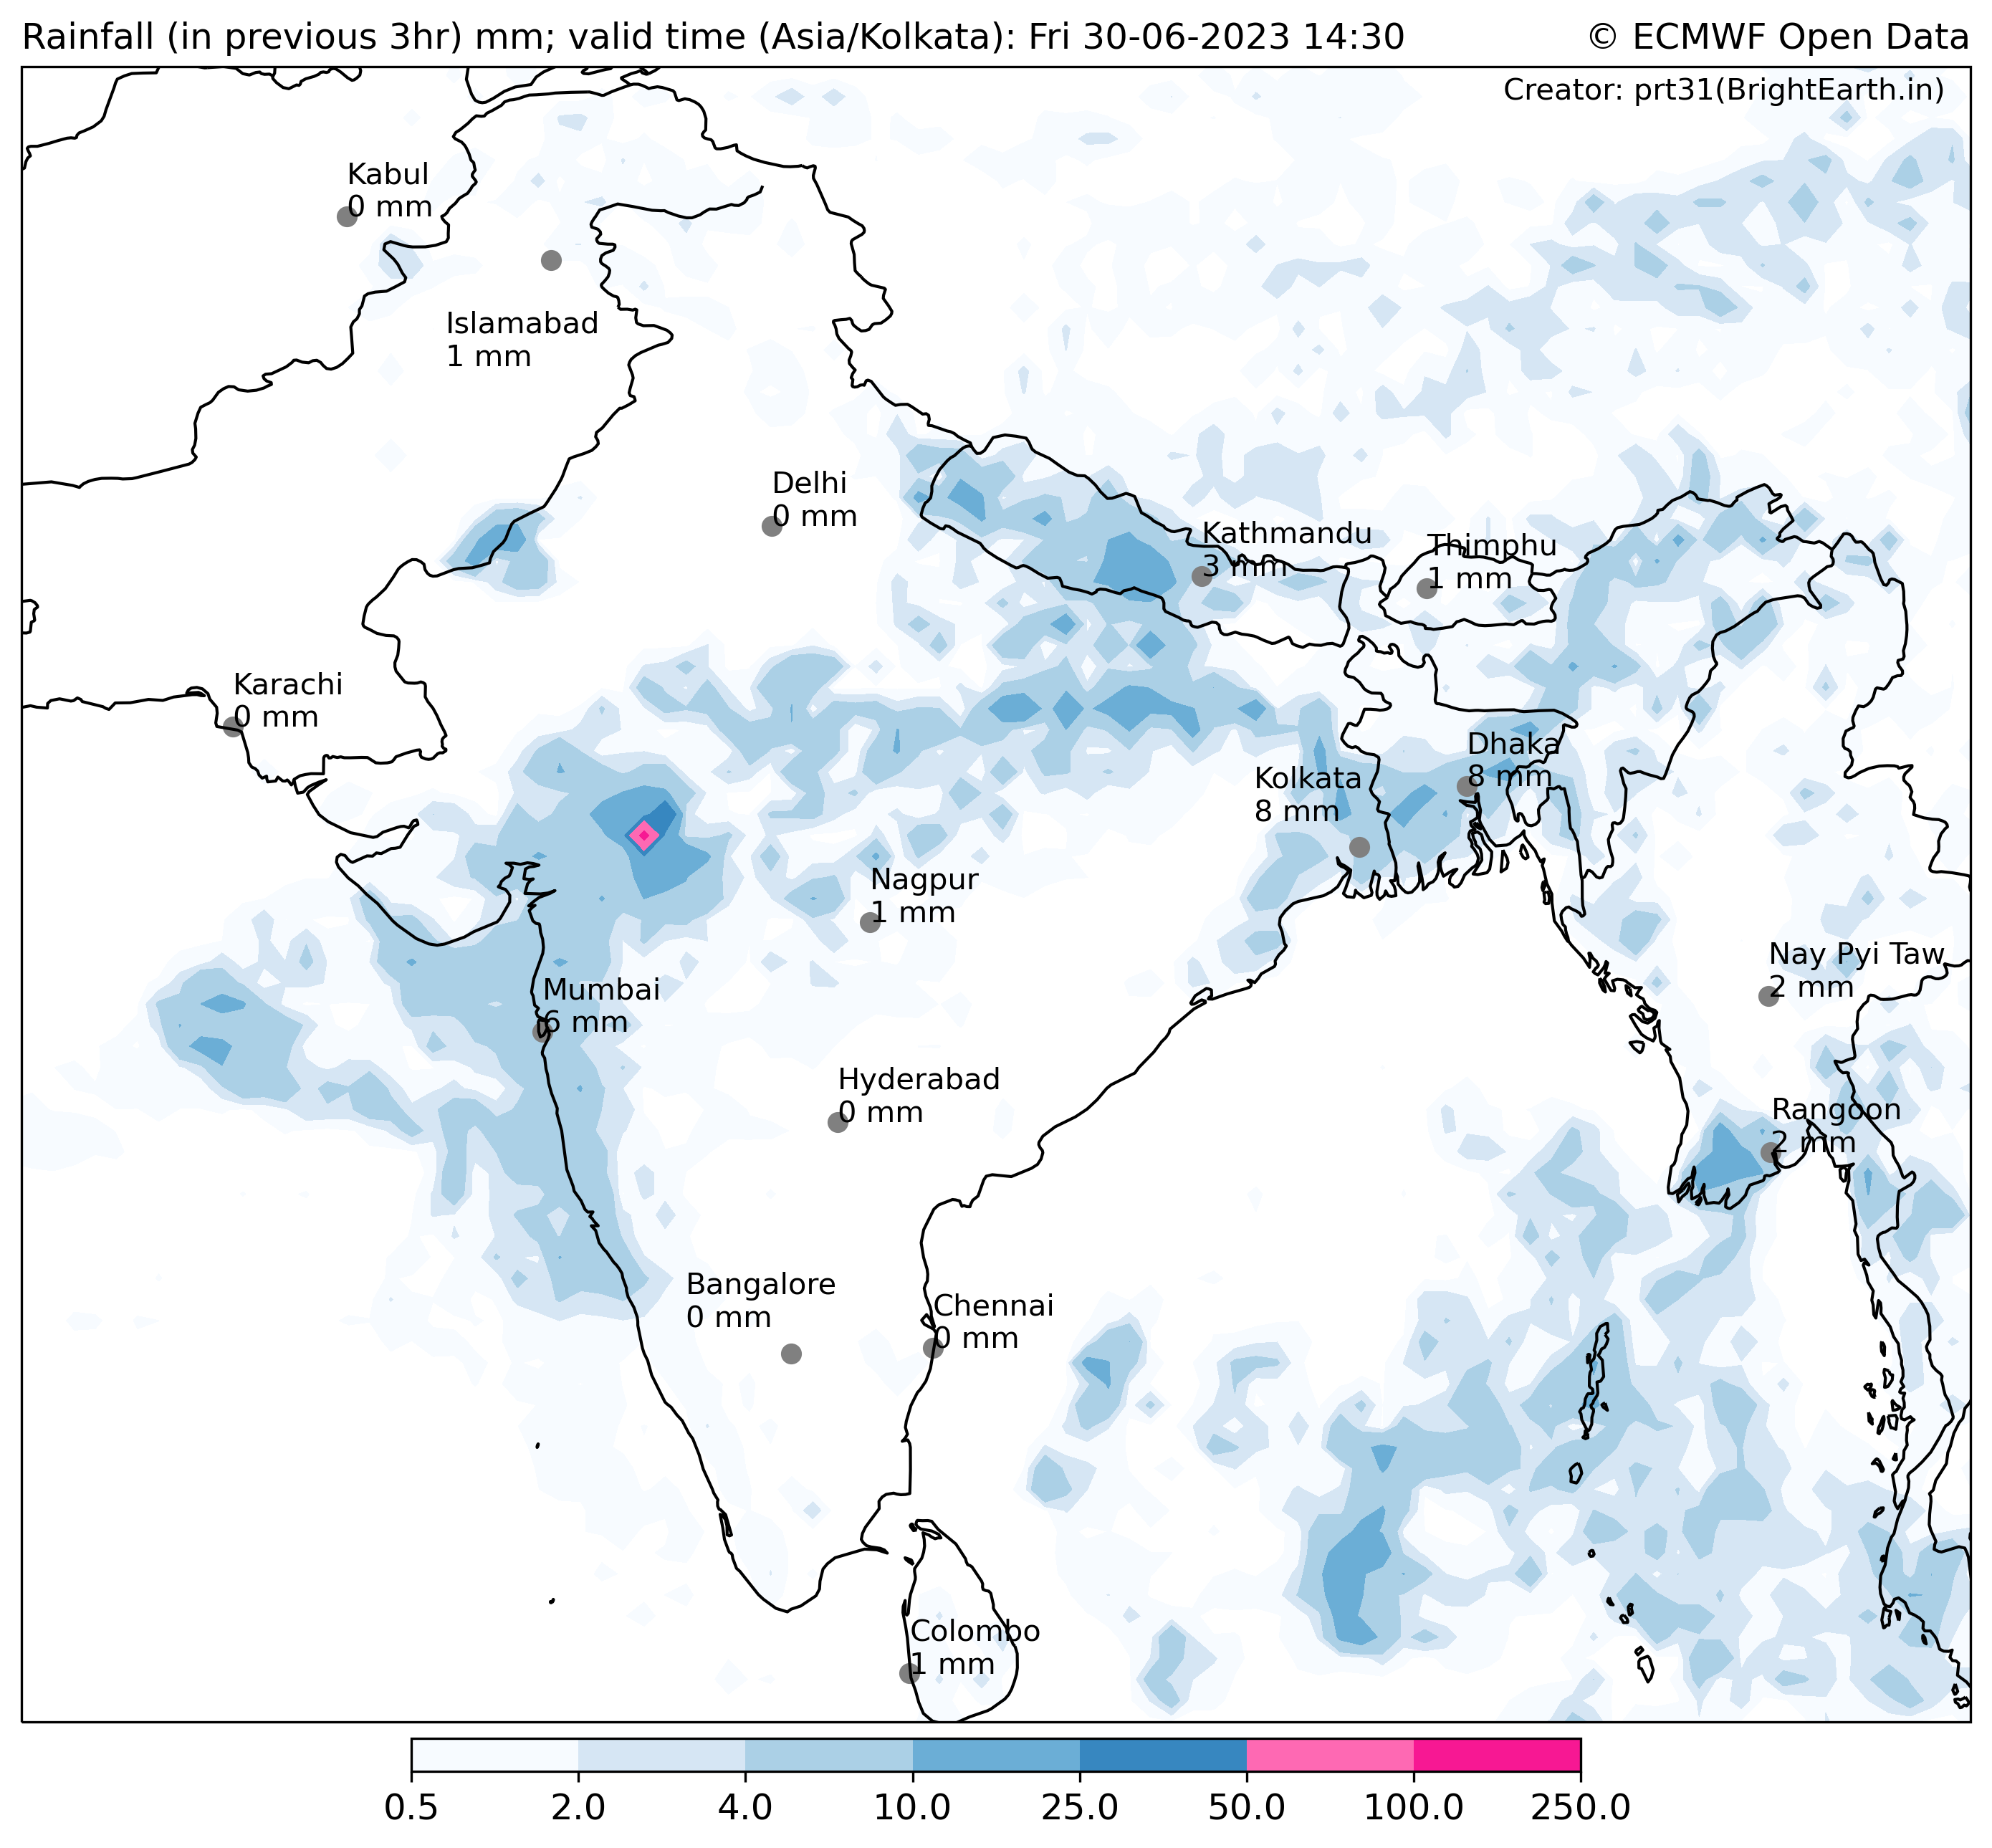 Rainfall (in previous 3hr) mm; valid time (Asia/Kolkata): Fri 30-06-2023 14:30
© ECMWF Open Data
Creator: prt31(BrightEarth.in)
Kabul
0 mm
Islamabad
1 mm
Delhi
0 mm
Kathmandu
3 mm
Thimphu
1 mm
Karachi
0 mm
Dhaka
8 mm
Kolkata
8 mm
Nagpur
1 mm
Nay Pyi Taw
2 mm
Mumbai
6 mm
Hyderabad
0 mm
Rangoon
2 mm
Bangalore
0 mm
Chennai
0 mm
Colombo
1 mm
0.5 2.0 4.0 10.0 25.0 50.0 100.0 250.0